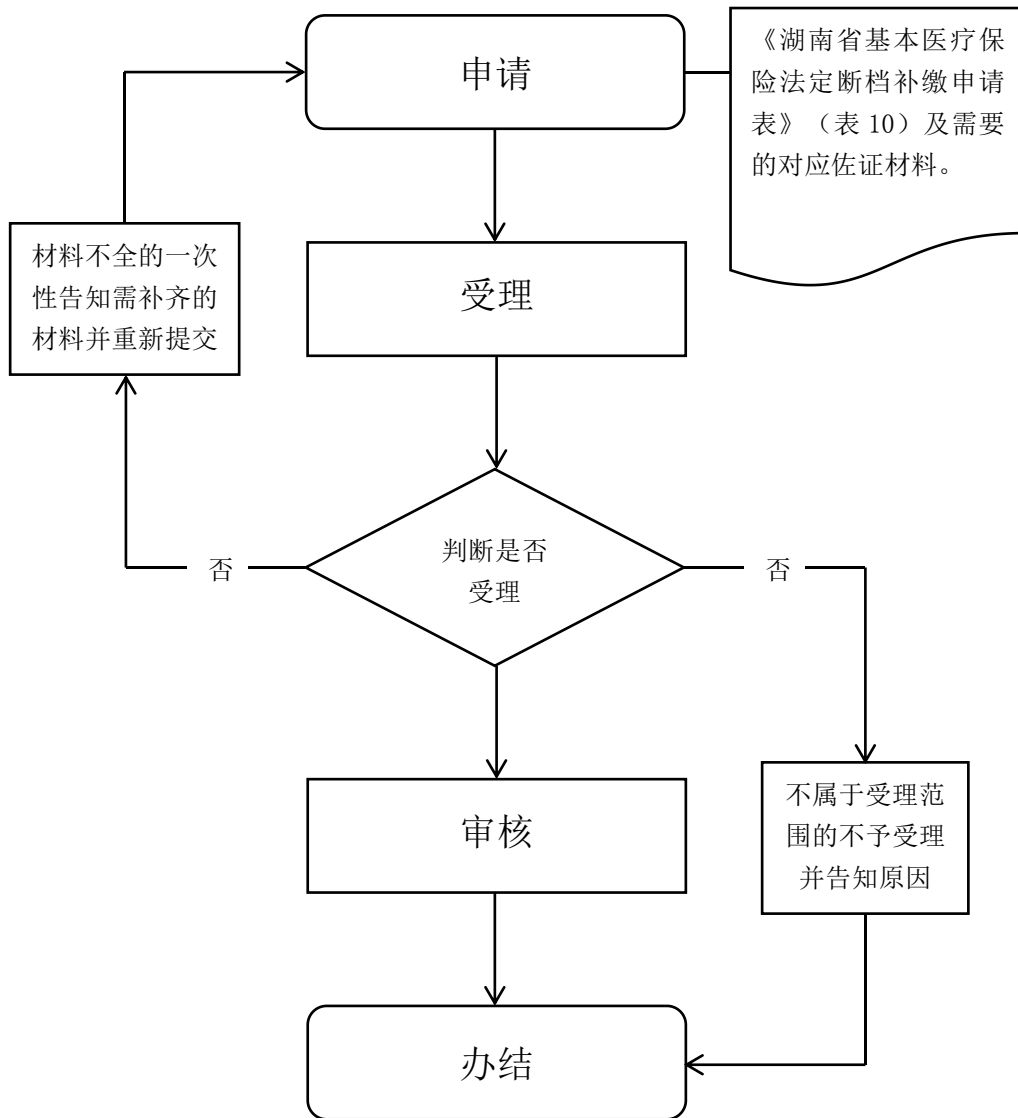 申请
《湖南省基本医疗保
险法定断档补缴申请
表》（表 10）及需要
的对应佐证材料。
材料不全的一次
性告知需补齐的
材料并重新提交
受理
判断是否
受理
否
否
审核
不属于受理范
围的不予受理
并告知原因
办结